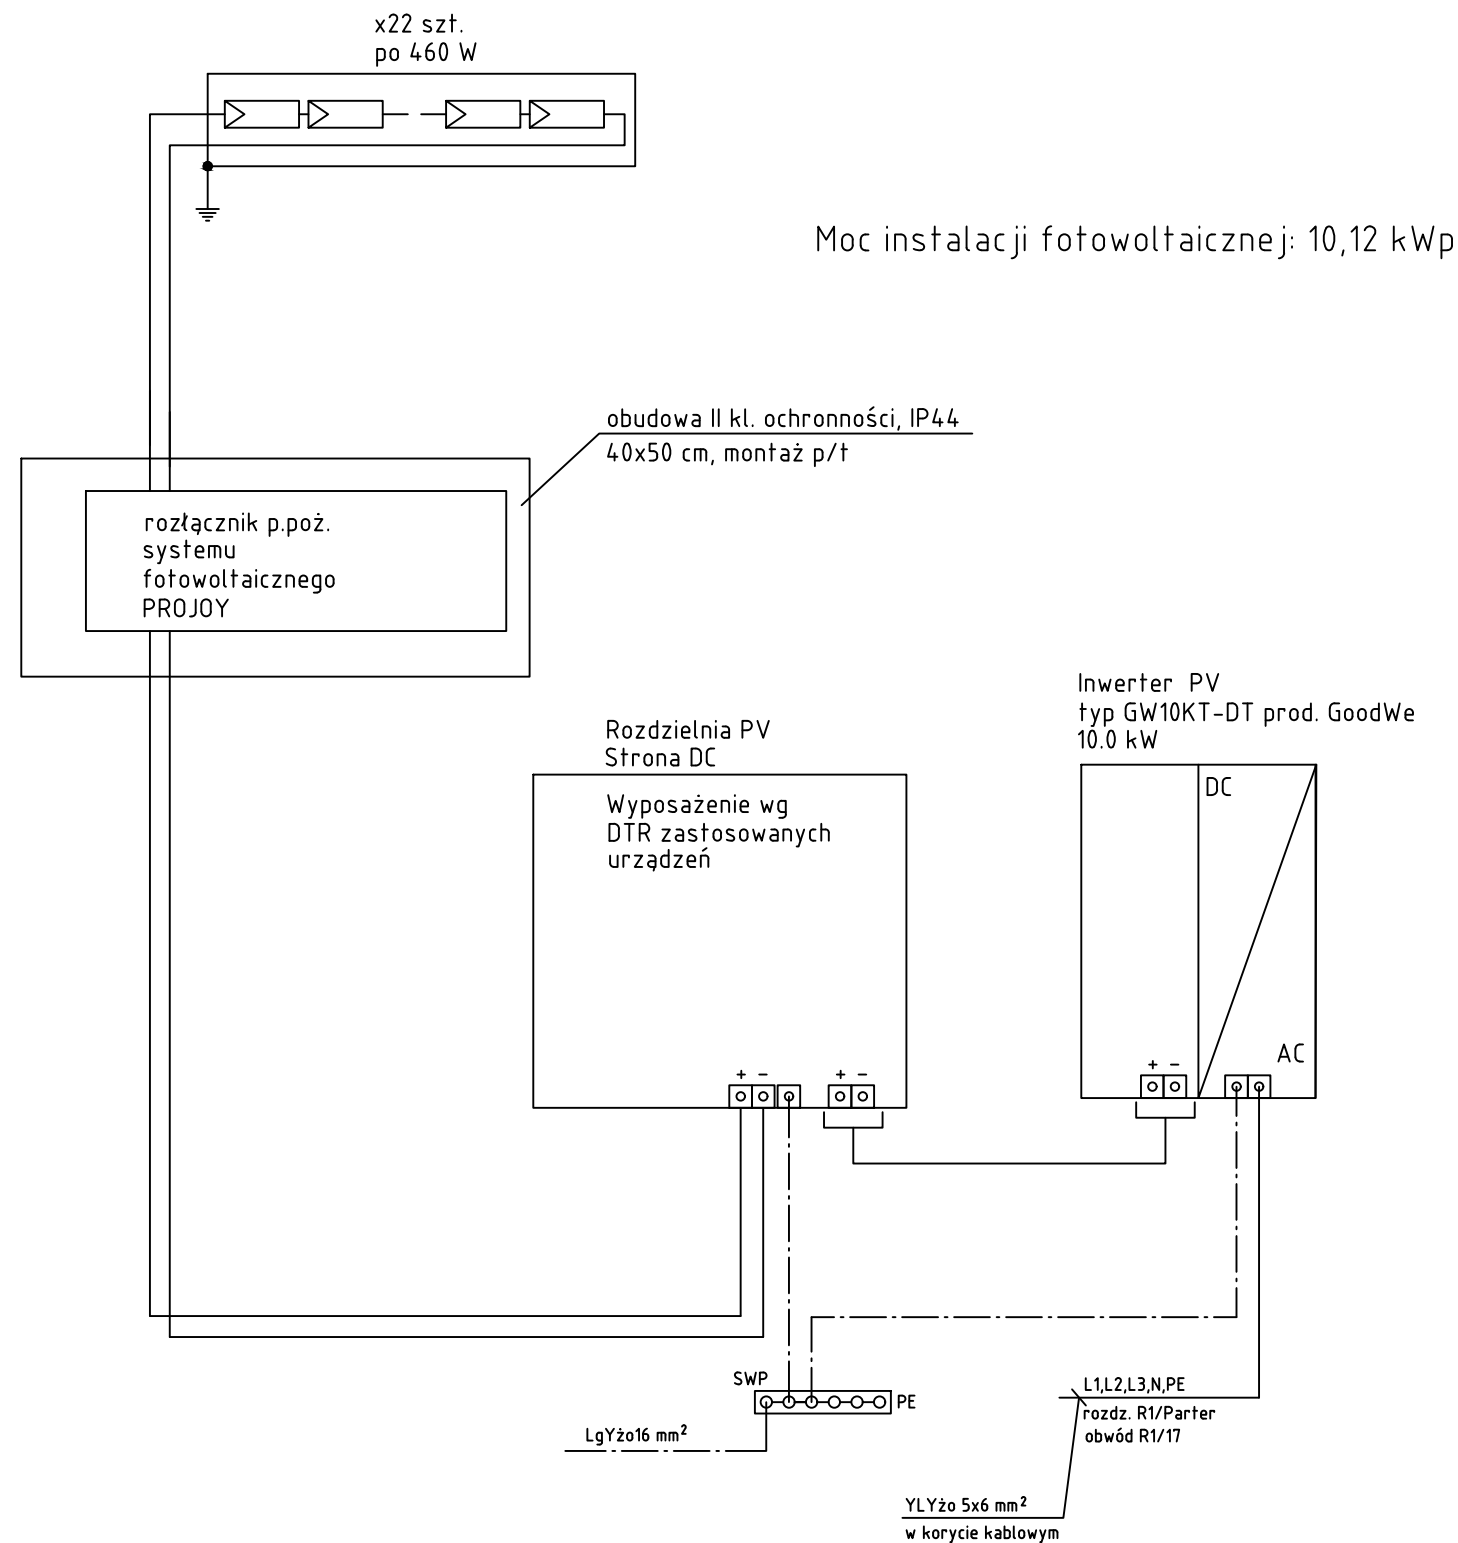 x22 szt.
po 460 W
Moc instalacji fotowoltaicznej: 10,12 kWp
obudowa II kl. ochronności, IP44
40x50 cm, montaż p/t
rozłącznik p.poż.
systemu
fotowoltaicznego
PROJOY
Inwerter PV
typ GW10KT-DT prod. GoodWe
10.0 kW
Rozdzielnia PV
Strona DC
Wyposażenie wg
DTR zastosowanych
urządzeń
DC
AC
+ -
+ -
+ -
SWP
PE
LgYżo16 mm²
L1,L2,L3,N,PE
rozdz. R1/Parter
obwód R1/17
YLYżo 5x6 mm²
w korycie kablowym